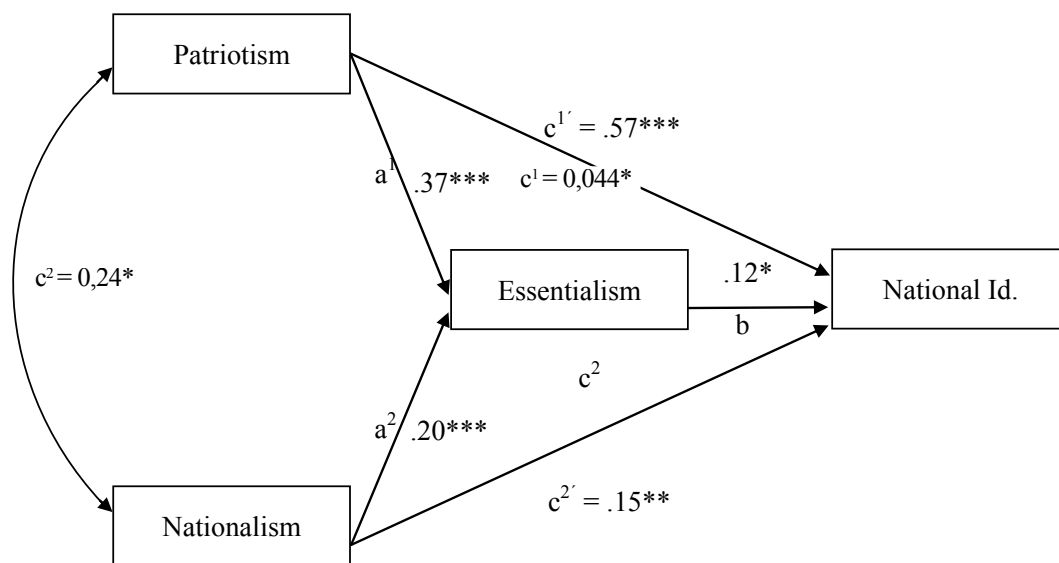 Patriotism
c¹´ = .57***
a¹ .37***
c¹ = 0,044*
c² = 0,24*
Essentialism
.12*
National Id.
b
c²
a² .20***
c²´ = .15**
Nationalism